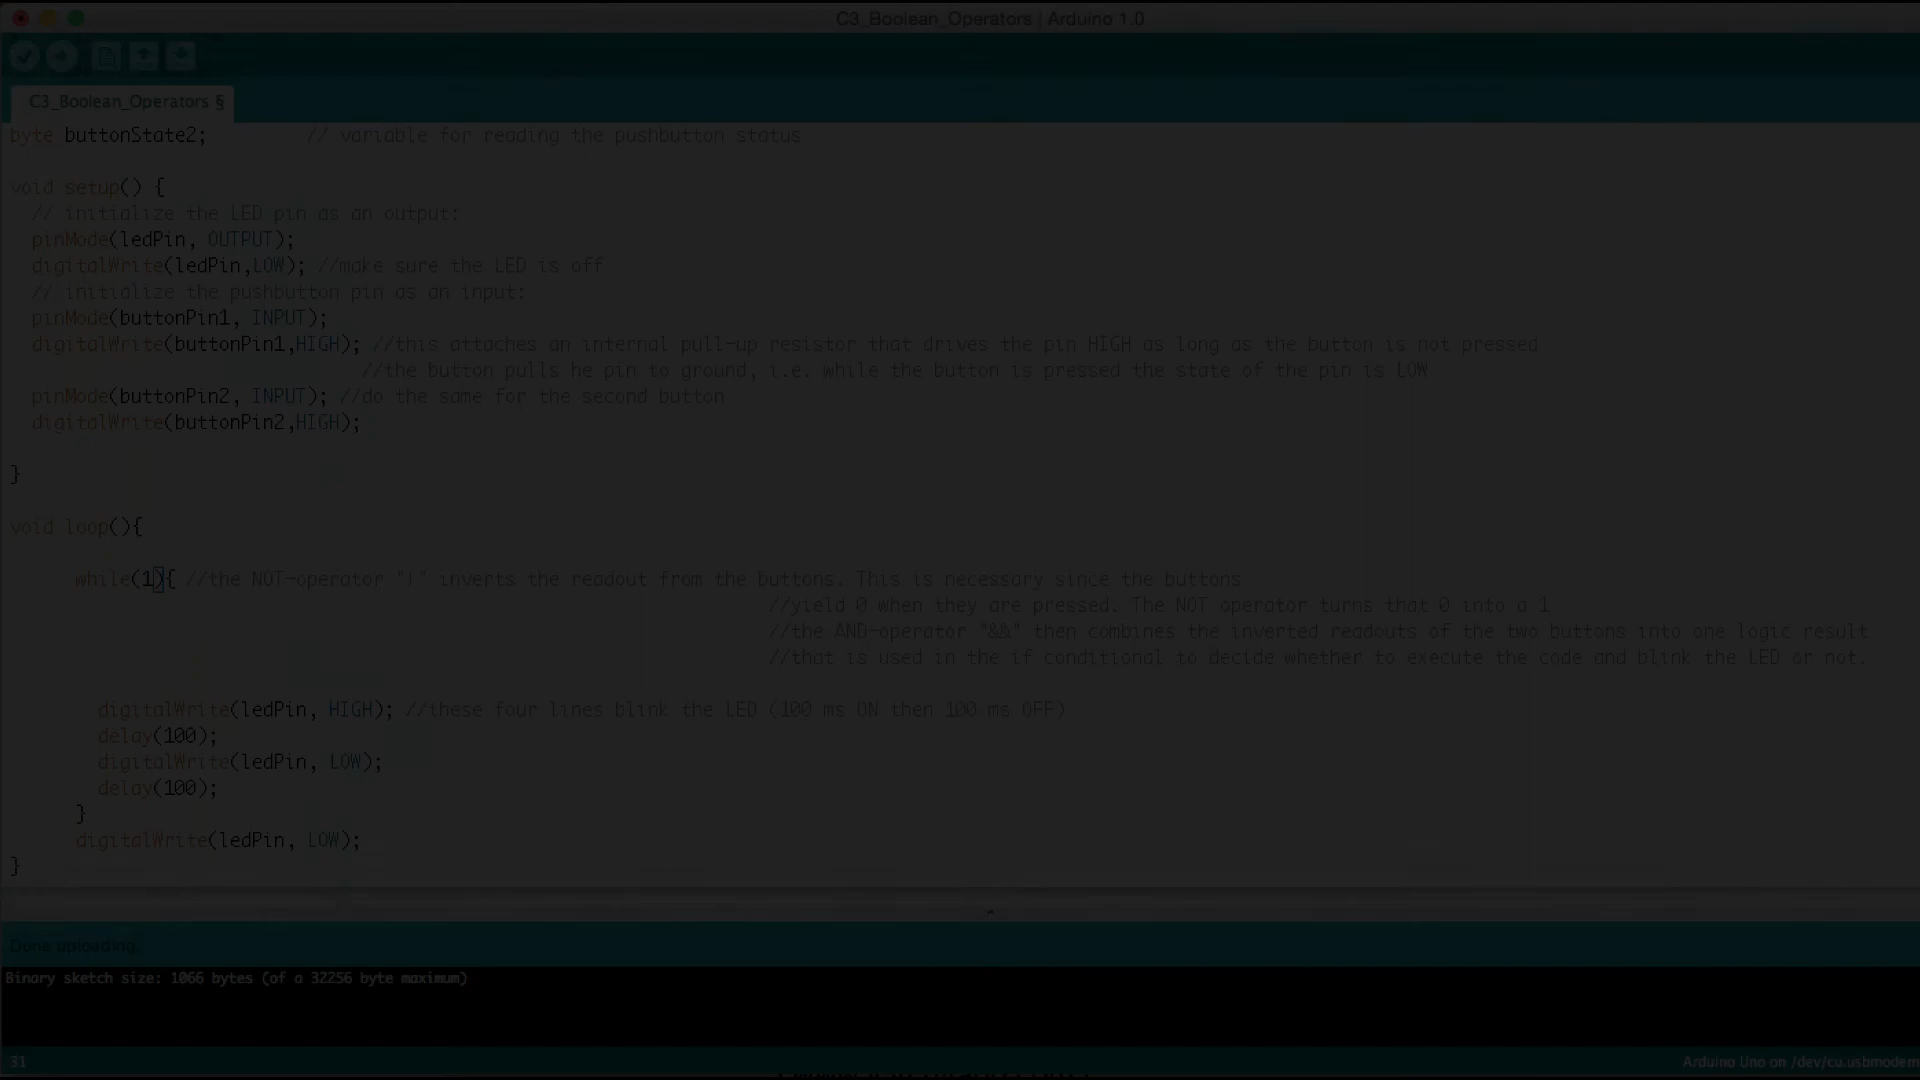 C3_Boolean_Operators | Arduino 1.0
C3_Boolean_Operators §
byte buttonState2;         // variable for reading the pushbutton status
void setup() {
// initialize the LED pin as an output:
pinMode(ledPin, OUTPUT);
digitalWrite(ledPin,LOW); //make sure the LED is off
// initialize the pushbutton pin as an input:
pinMode(buttonPin1, INPUT);
digitalWrite(buttonPin1,HIGH); //this attaches an internal pull-up resistor that drives the pin HIGH as long as the button is not pressed
//the button pulls he pin to ground, i.e. while the button is pressed the state of the pin is LOW
pinMode(buttonPin2, INPUT); //do the same for the second button
digitalWrite(buttonPin2,HIGH);
}
void loop(){
while(1){ //the NOT-operator "!" inverts the readout from the buttons. This is necessary since the buttons
//yield 0 when they are pressed. The NOT operator turns that 0 into a 1
//the AND-operator "&&" then combines the inverted readouts of the two buttons into one logic result
//that is used in the if conditional to decide whether to execute the code and blink the LED or not.
digitalWrite(ledPin, HIGH); //these four lines blink the LED (100 ms ON then 100 ms OFF)
delay(100);
digitalWrite(ledPin, LOW);
delay(100);
}
digitalWrite(ledPin, LOW);
}
Done uploading.
Binary sketch size: 1066 bytes (of a 32256 byte maximum)
31
Arduino Uno on /dev/cu.usbmodem